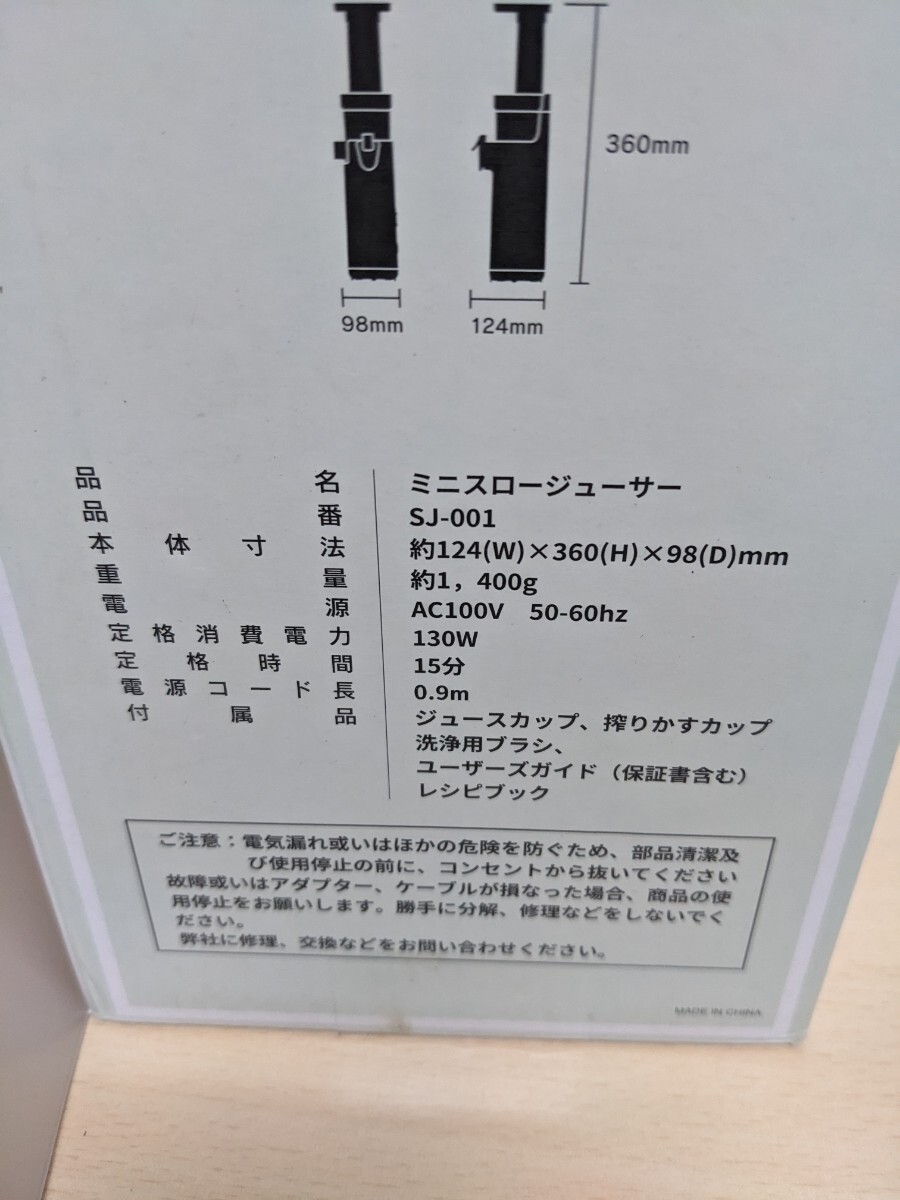 360mm
98mm
124mm
品名 ミニスロージューサー
品番 SJ-001
本体寸法 約124(W)×360(H)×98(D)mm
重量 約1，400g
電源 AC100V 50-60hz
定格消費電力 130W
定格時間 15分
電源コード長 0.9m
付属品 ジュースカップ、搾りかすカップ
洗浄用ブラシ、
ユーザーズガイド（保証書含む）
レシピブック
ご注意：電気漏れ或いはほかの危険を防ぐため、部品清潔及
び使用停止の前に、コンセントから抜いてください
故障或いはアダプター、ケーブルが損なった場合、商品の使
用停止をお願いします。勝手に分解、修理などをしないでく
ださい。
弊社に修理、交換などをお問い合わせください。
MADE IN CHINA